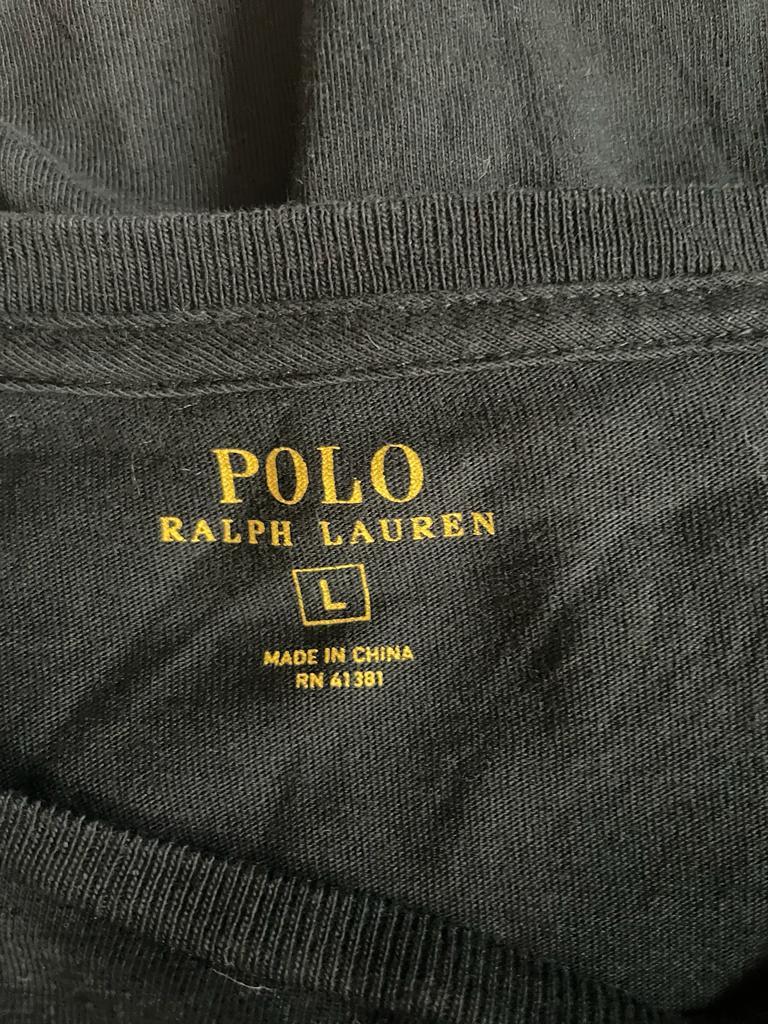 POLO
RALPH LAUREN
L
MADE IN CHINA
RN 41381